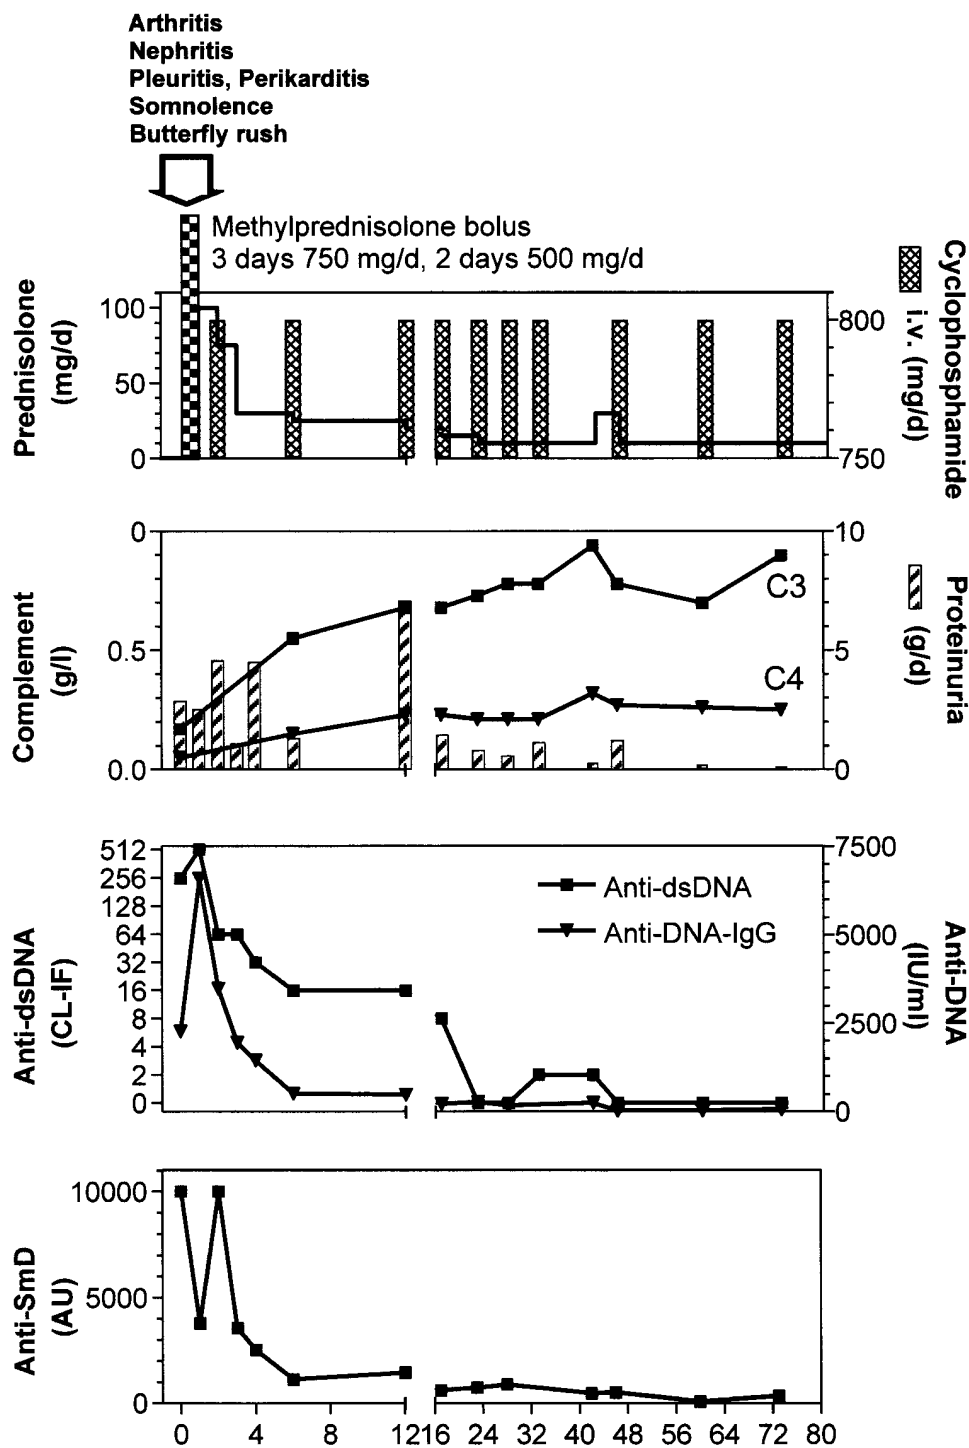 Arthritis
Nephritis
Pleuritis, Perikarditis
Somnolence
Butterfly rush
Methylprednisolone bolus
3 days 750 mg/d, 2 days 500 mg/d
Prednisolone
(mg/d)
100
50
0
800
750
Cyclophosphamide
i.v. (mg/d)
Complement
(g/l)
0
0.5
0.0
C3
C4
10
5
0
Proteinuria
(g/d)
Anti-dsDNA
(CL-IF)
512
256
128
64
32
16
8
4
2
0
Anti-dsDNA
Anti-DNA-IgG
7500
5000
2500
0
Anti-DNA
(IU/ml)
Anti-SmD
(AU)
10000
5000
0
0 4 8 12 16 24 32 40 48 56 64 72 80